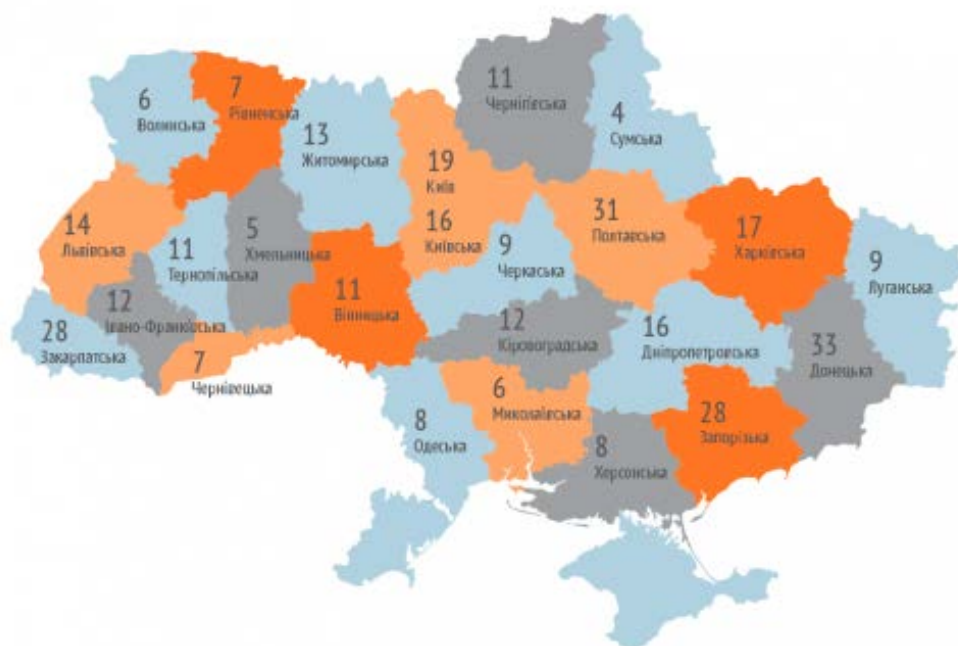 11
Чернігівська
4
Сумська
6
Волинська
7
Рівненська
13
Житомирська
19
Київ
16
Київська
31
Полтавська
17
Харківська
9
Луганська
14
Львівська
11
Тернопільська
5
Хмельницька
9
Черкаська
11
Вінницька
12
Івано-Франківська
28
Закарпатська
7
Чернівецька
12
Кіровоградська
16
Дніпропетровська
33
Донецька
8
Одеська
6
Миколаївська
8
Херсонська
28
Запорізька